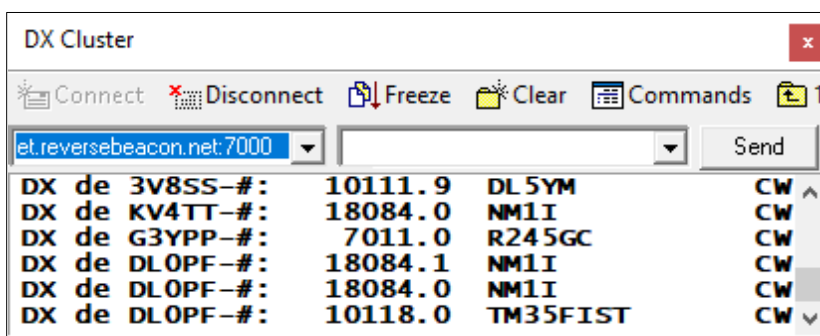 DX Cluster x
Connect Disconnect Freeze Clear Commands 1
et.reversebeacon.net:7000 Send
DX de 3V8SS-#: 10111.9 DL5YM CW
DX de KV4TT-#: 18084.0 NM1I CW
DX de G3YPP-#: 7011.0 R245GC CW
DX de DL0PF-#: 18084.1 NM1I CW
DX de DL0PF-#: 18084.0 NM1I CW
DX de DL0PF-#: 10118.0 TM35FIST CW